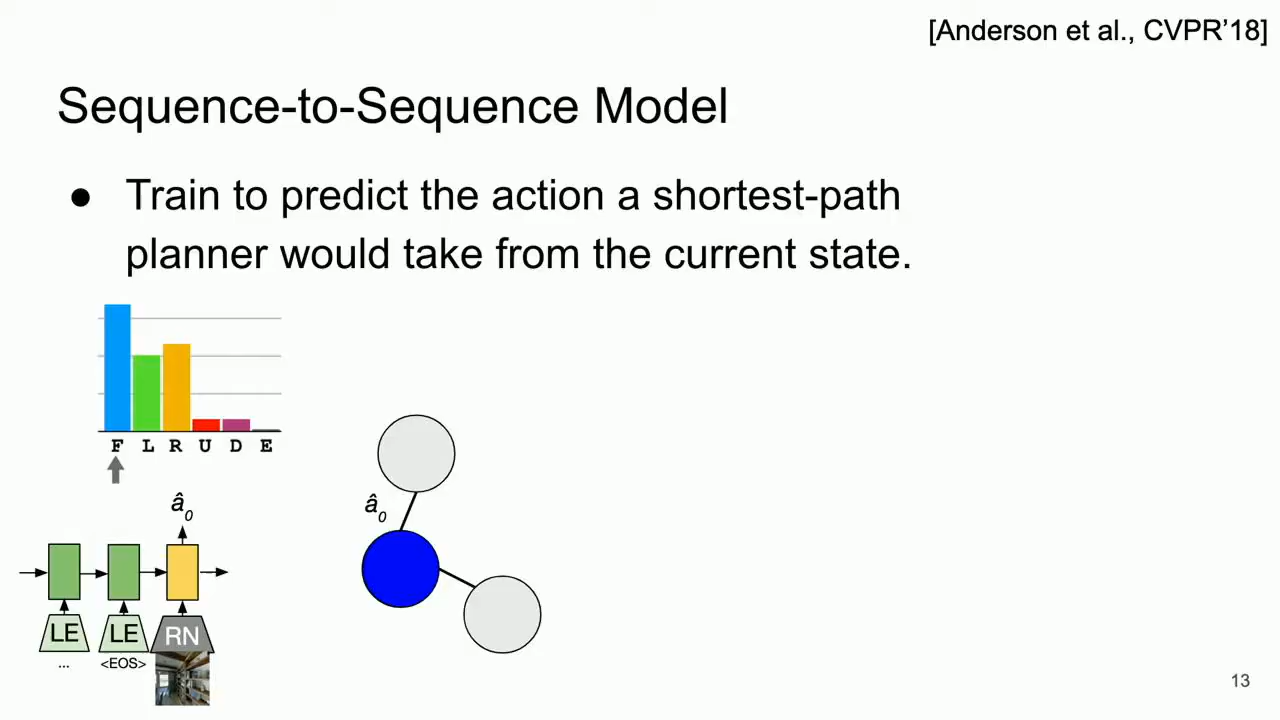 [Anderson et al., CVPR’18]
Sequence-to-Sequence Model
● Train to predict the action a shortest-path
planner would take from the current state.
F L R U D E
â0
â0
LE LE RN
... <EOS>
13